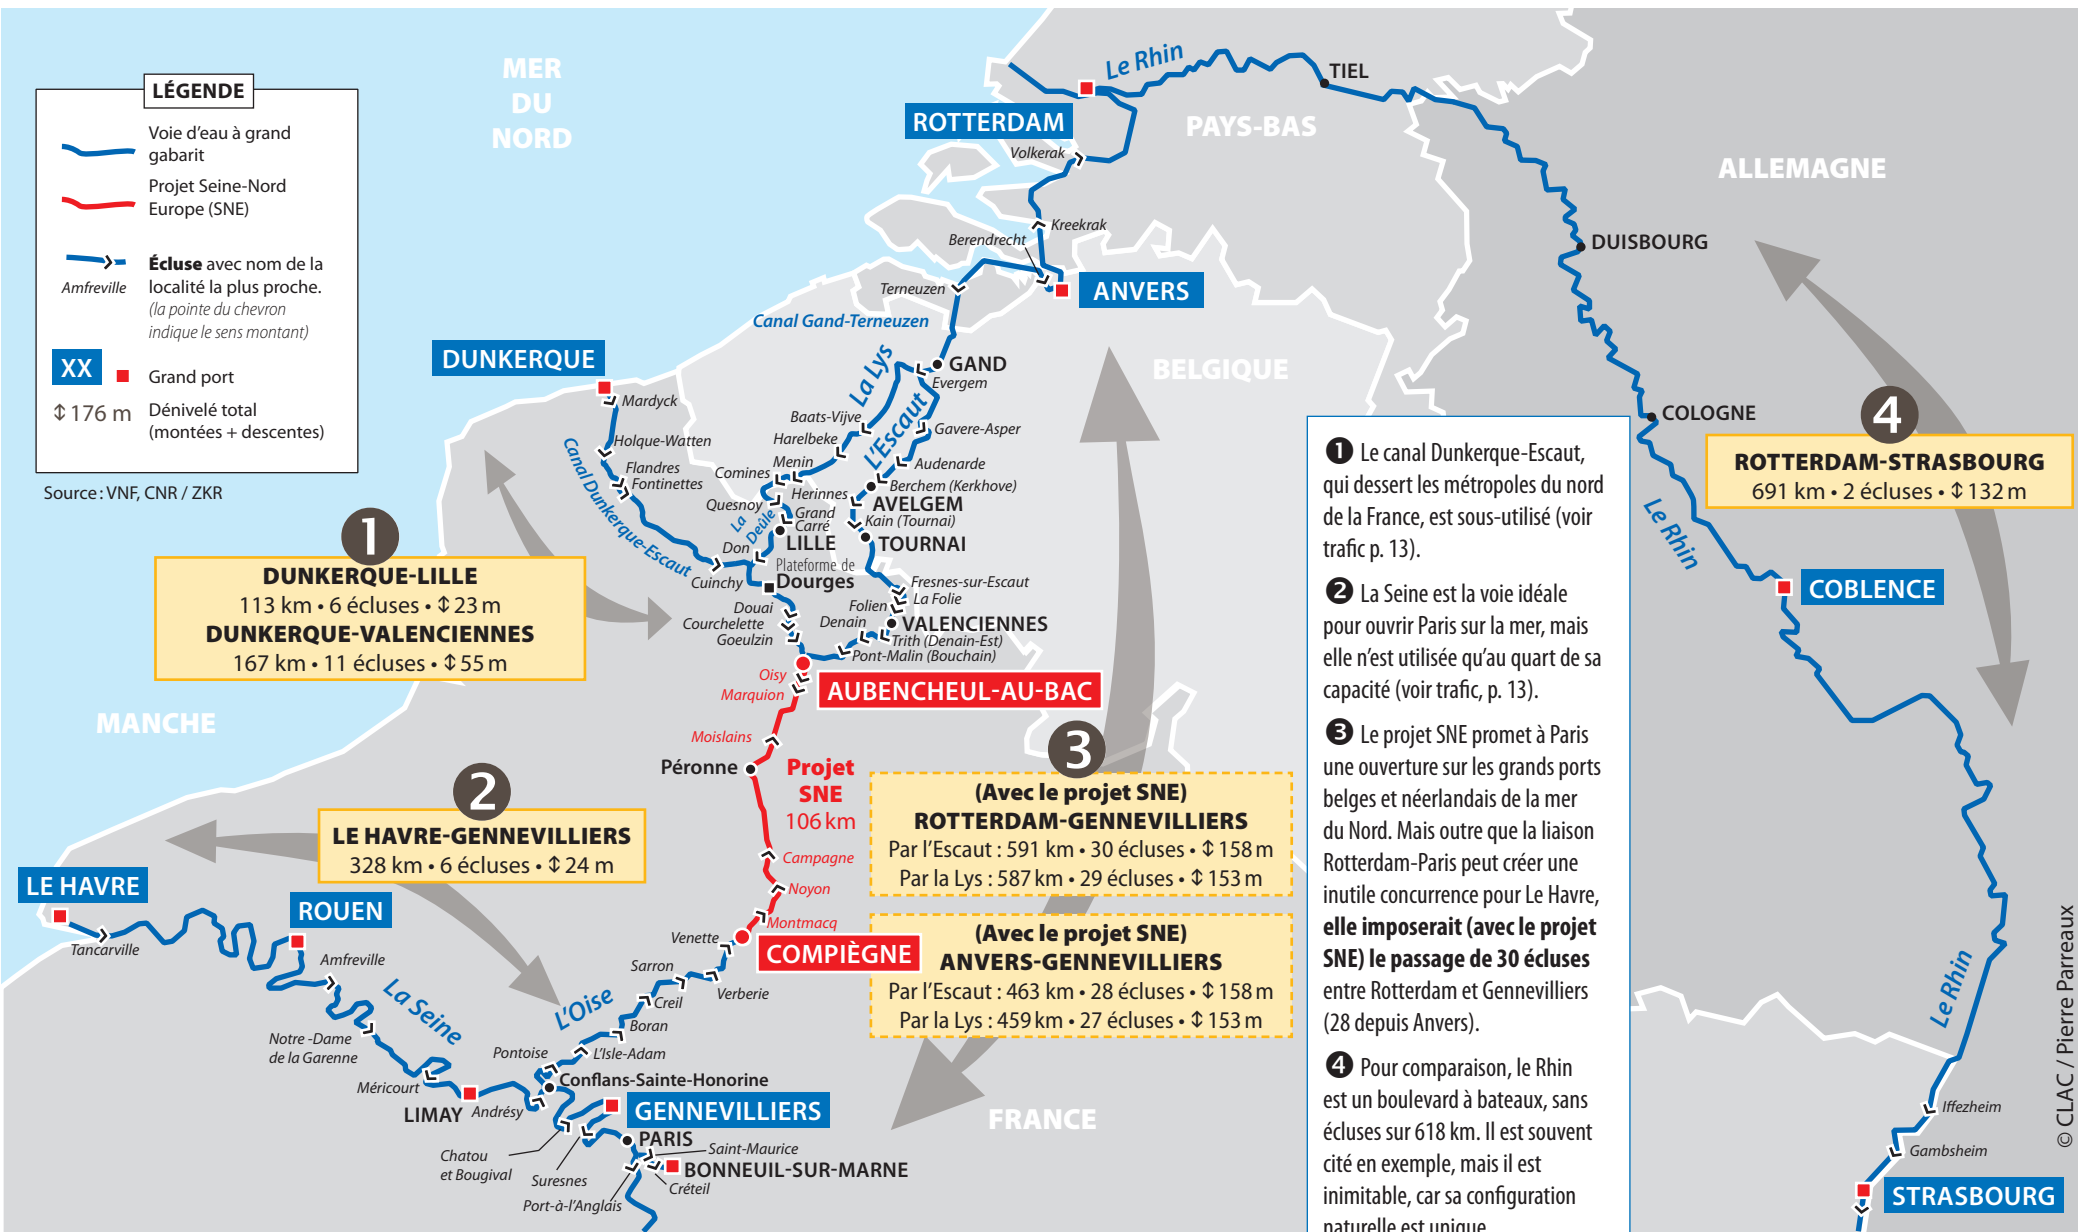 LÉGENDE
Voie d'eau à grand
gabarit
Projet Seine-Nord
Europe (SNE)
Amfreville
Écluse avec nom de la
localité la plus proche.
(la pointe du chevron
indique le sens montant)
XX
Grand port
⇕176 m
Dénivelé total
(montées + descentes)
Source : VNF, CNR / ZKR
MER
DU
NORD
MANCHE
PAYS-BAS
ALLEMAGNE
BELGIQUE
FRANCE
Le Rhin
TIEL
ROTTERDAM
Volkerak
Kreekrak
Berendrecht
ANVERS
Terneuzen
Canal Gand-Terneuzen
DUISBOURG
COLOGNE
Le Rhin
COBLENCE
Le Rhin
Iffezheim
Gambsheim
STRASBOURG
DUNKERQUE
Mardyck
Holque-Watten
Flandres
Fontinettes
Canal Dunkerque-Escaut
Cuinchy
La Lys
GAND
Evergem
L'Escaut
Baats-Vijve
Harelbeke
Menin
Comines
Quesnoy
La
Deûle
Grand
Carré
LILLE
Don
Plateforme de
Dourges
Gavere-Asper
Audenarde
Berchem (Kerkhove)
Herinnes
AVELGEM
Kain (Tournai)
TOURNAI
Fresnes-sur-Escaut
La Folie
Folien
Denain
VALENCIENNES
Trith (Denain-Est)
Pont-Malin (Bouchain)
Douai
Courchelette
Goeulzin
Oisy
Marquion
AUBENCHEUL-AU-BAC
Moislains
Péronne
Projet
SNE
106 km
Campagne
Noyon
Montmacq
COMPIÈGNE
Venette
Sarron
Verberie
Creil
Boran
L'Oise
L'Isle-Adam
Pontoise
Conflans-Sainte-Honorine
LE HAVRE
Tancarville
ROUEN
Amfreville
La Seine
Notre -Dame
de la Garenne
Méricourt
LIMAY
Andrésy
GENNEVILLIERS
Chatou
et Bougival
Suresnes
PARIS
Saint-Maurice
BONNEUIL-SUR-MARNE
Créteil
Port-à-l'Anglais
1
DUNKERQUE-LILLE
113 km • 6 écluses • ⇕23 m
DUNKERQUE-VALENCIENNES
167 km • 11 écluses • ⇕55 m
2
LE HAVRE-GENNEVILLIERS
328 km • 6 écluses • ⇕24 m
3
(Avec le projet SNE)
ROTTERDAM-GENNEVILLIERS
Par l'Escaut : 591 km • 30 écluses • ⇕158 m
Par la Lys : 587 km • 29 écluses • ⇕153 m
(Avec le projet SNE)
ANVERS-GENNEVILLIERS
Par l'Escaut : 463 km • 28 écluses • ⇕158 m
Par la Lys : 459 km • 27 écluses • ⇕153 m
4
ROTTERDAM-STRASBOURG
691 km • 2 écluses • ⇕132 m
❶ Le canal Dunkerque-Escaut,
qui dessert les métropoles du nord
de la France, est sous-utilisé (voir
trafic p. 13).
❷ La Seine est la voie idéale
pour ouvrir Paris sur la mer, mais
elle n'est utilisée qu'au quart de sa
capacité (voir trafic, p. 13).
❸ Le projet SNE promet à Paris
une ouverture sur les grands ports
belges et néerlandais de la mer
du Nord. Mais outre que la liaison
Rotterdam-Paris peut créer une
inutile concurrence pour Le Havre,
elle imposerait (avec le projet
SNE) le passage de 30 écluses
entre Rotterdam et Gennevilliers
(28 depuis Anvers).
❹ Pour comparaison, le Rhin
est un boulevard à bateaux, sans
écluses sur 618 km. Il est souvent
cité en exemple, mais il est
inimitable, car sa configuration
naturelle est unique.
© CLAC / Pierre Parreaux